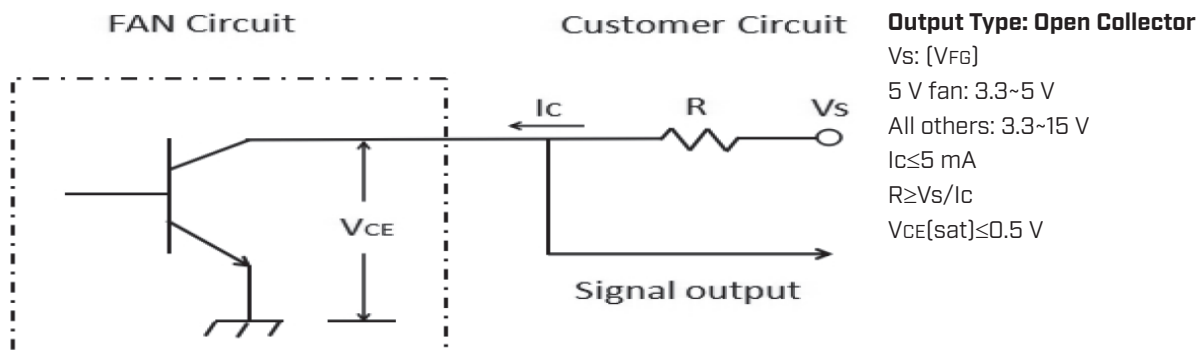 FAN Circuit
Customer Circuit
Ic
R
Vs
VCE
Signal output
Output Type: Open Collector
Vs: (VFG)
5 V fan: 3.3~5 V
All others: 3.3~15 V
Ic≤5 mA
R≥Vs/Ic
VCE(sat)≤0.5 V